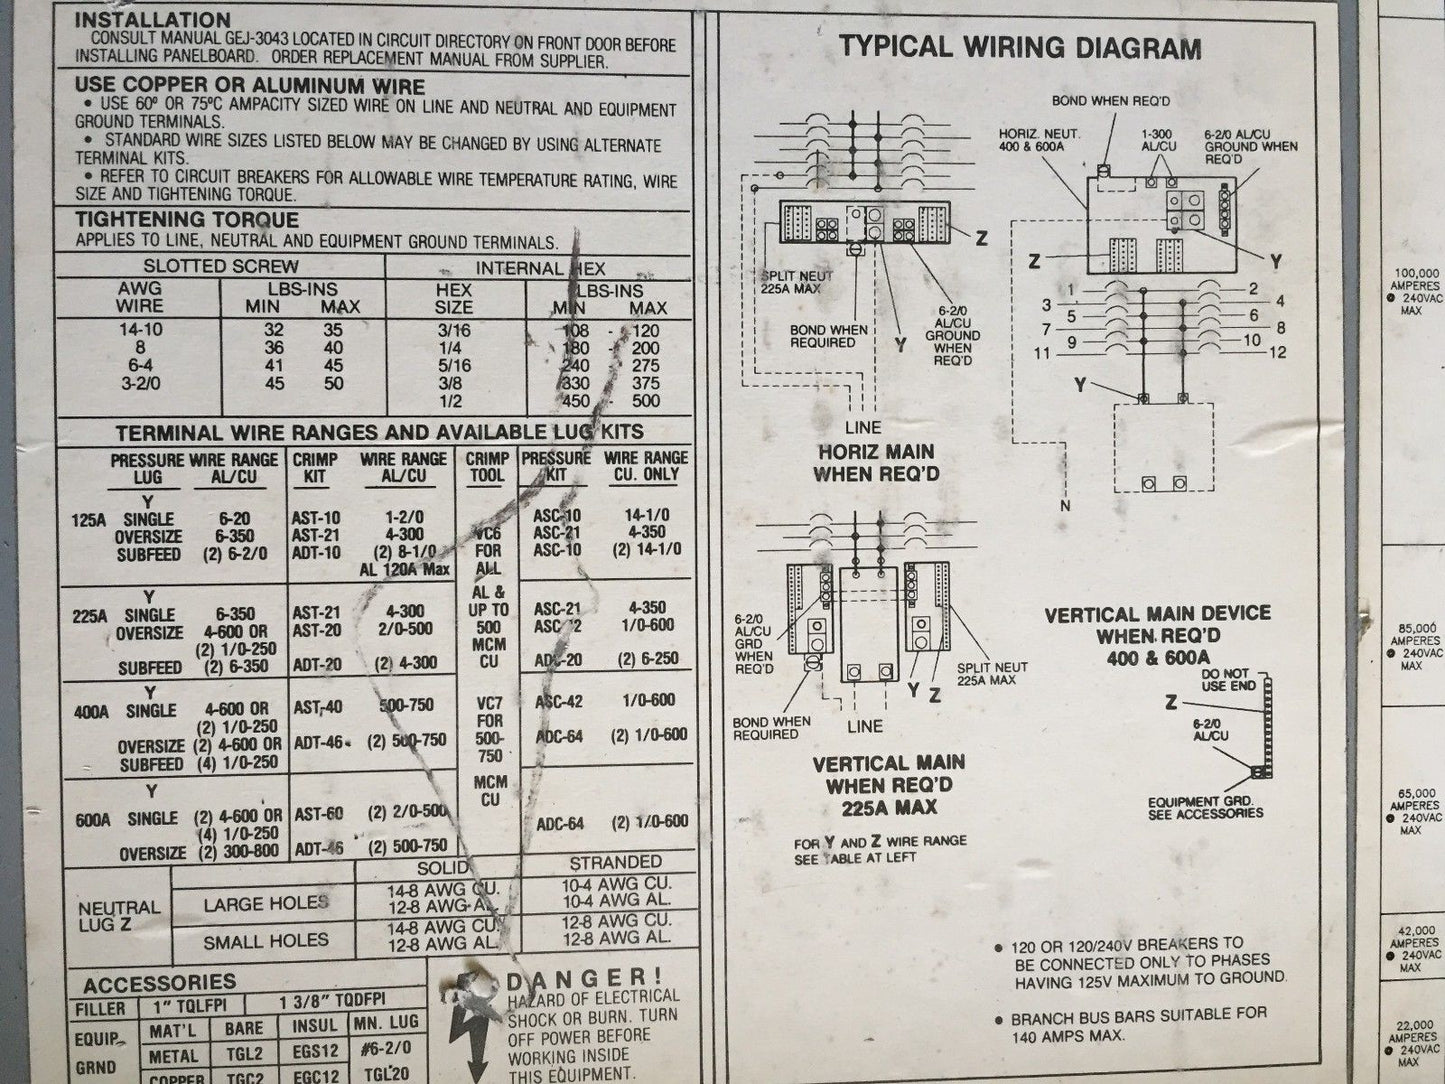 INSTALLATION
CONSULT MANUAL GEJ-3043 LOCATED IN CIRCUIT DIRECTORY ON FRONT DOOR BEFORE
INSTALLING PANELBOARD. ORDER REPLACEMENT MANUAL FROM SUPPLIER.
USE COPPER OR ALUMINUM WIRE
• USE 60º OR 75ºC AMPACITY SIZED WIRE ON LINE AND NEUTRAL AND EQUIPMENT
GROUND TERMINALS.
• STANDARD WIRE SIZES LISTED BELOW MAY BE CHANGED BY USING ALTERNATE
TERMINAL KITS.
• REFER TO CIRCUIT BREAKERS FOR ALLOWABLE WIRE TEMPERATURE RATING, WIRE
SIZE AND TIGHTENING TORQUE.
TIGHTENING TORQUE
APPLIES TO LINE, NEUTRAL AND EQUIPMENT GROUND TERMINALS.
SLOTTED SCREW INTERNAL HEX
AWG LBS-INS HEX LBS-INS
WIRE MIN MAX SIZE MIN MAX
14-10 32 35 3/16 108 - 120
8 36 40 1/4 180 - 200
6-4 41 45 5/16 240 275
3-2/0 45 50 3/8 330 375
1/2 450 - 500
TERMINAL WIRE RANGES AND AVAILABLE LUG KITS
PRESSURE WIRE RANGE CRIMP WIRE RANGE CRIMP PRESSURE WIRE RANGE
LUG AL/CU KIT AL/CU TOOL KIT CU. ONLY
Y
125A SINGLE 6-20 AST-10 1-2/0 ASC-10 14-1/0
OVERSIZE 6-350 AST-21 4-300 VC6 ASC-21 4-350
SUBFEED (2) 6-2/0 ADT-10 (2) 8-1/0 FOR ASC-10 (2) 14-1/0
AL 120A Max ALL
Y AL &
225A SINGLE 6-350 AST-21 4-300 UP TO ASC-21 4-350
OVERSIZE 4-600 OR AST-20 2/0-500 500 1/0-600
(2) 1/0-250 MCM
SUBFEED (2) 6-350 ADT-20 (2) 4-300 CU ADC-20 (2) 6-250
Y
400A SINGLE 4-600 OR AST-40 500-750 VC7 ASC-42 1/0-600
(2) 1/0-250 FOR
OVERSIZE (2) 4-600 OR ADT-46 (2) 500-750 500- ADC-64 (2) 1/0-600
SUBFEED (4) 1/0-250 750
Y MCM
CU
600A SINGLE (2) 4-600 OR AST-60 (2) 2/0-500 ADC-64 (2) 1/0-600
(4) 1/0-250
OVERSIZE (2) 300-800 ADT-46 (2) 500-750
SOLID STRANDED
NEUTRAL LUG Z LARGE HOLES 14-8 AWG CU. 10-4 AWG CU.
12-8 AWG AL. 10-4 AWG AL.
SMALL HOLES 14-8 AWG CU. 12-8 AWG CU.
12-8 AWG AL. 12-8 AWG AL.
ACCESSORIES
FILLER 1" TQLFPI 1 3/8" TQDFPI
EQUIP MAT'L BARE INSUL MN. LUG
GRND METAL TGL2 EGS12 #6-2/0
COPPER TGC2 EGC12 TGL20
DANGER!
HAZARD OF ELECTRICAL
SHOCK OR BURN. TURN
OFF POWER BEFORE
WORKING INSIDE
THIS EQUIPMENT.
TYPICAL WIRING DIAGRAM
Z
SPLIT NEUT
225A MAX
BOND WHEN
REQUIRED
Y
6-2/0
AL/CU
GROUND
WHEN
REQ'D
LINE
HORIZ MAIN
WHEN REQ'D
BOND WHEN REQ'D
HORIZ. NEUT.
400 & 600A
1-300
AL/CU
6-2/0 AL/CU
GROUND WHEN
REQ'D
Z Y
1 2
3 4
5 6
7 8
9 10
11 12
Y
N
VERTICAL MAIN DEVICE
WHEN REQ'D
400 & 600A
6-2/0
AL/CU
GRD
WHEN
REQ'D
BOND WHEN
REQUIRED
LINE
Y Z
SPLIT NEUT
225A MAX
VERTICAL MAIN
WHEN REQ'D
225A MAX
FOR Y AND Z WIRE RANGE
SEE TABLE AT LEFT
DO NOT
USE END
Z
6-2/0
AL/CU
EQUIPMENT GRD.
SEE ACCESSORIES
• 120 OR 120/240V BREAKERS TO
BE CONNECTED ONLY TO PHASES
HAVING 125V MAXIMUM TO GROUND.
• BRANCH BUS BARS SUITABLE FOR
140 AMPS MAX.
100,000
AMPERES
@ 240VAC
MAX
85,000
AMPERES
@ 240VAC
MAX
65,000
AMPERES
@ 240VAC
MAX
42,000
AMPERES
@ 240VAC
MAX
22,000
AMPERES
@ 240VAC
MAX